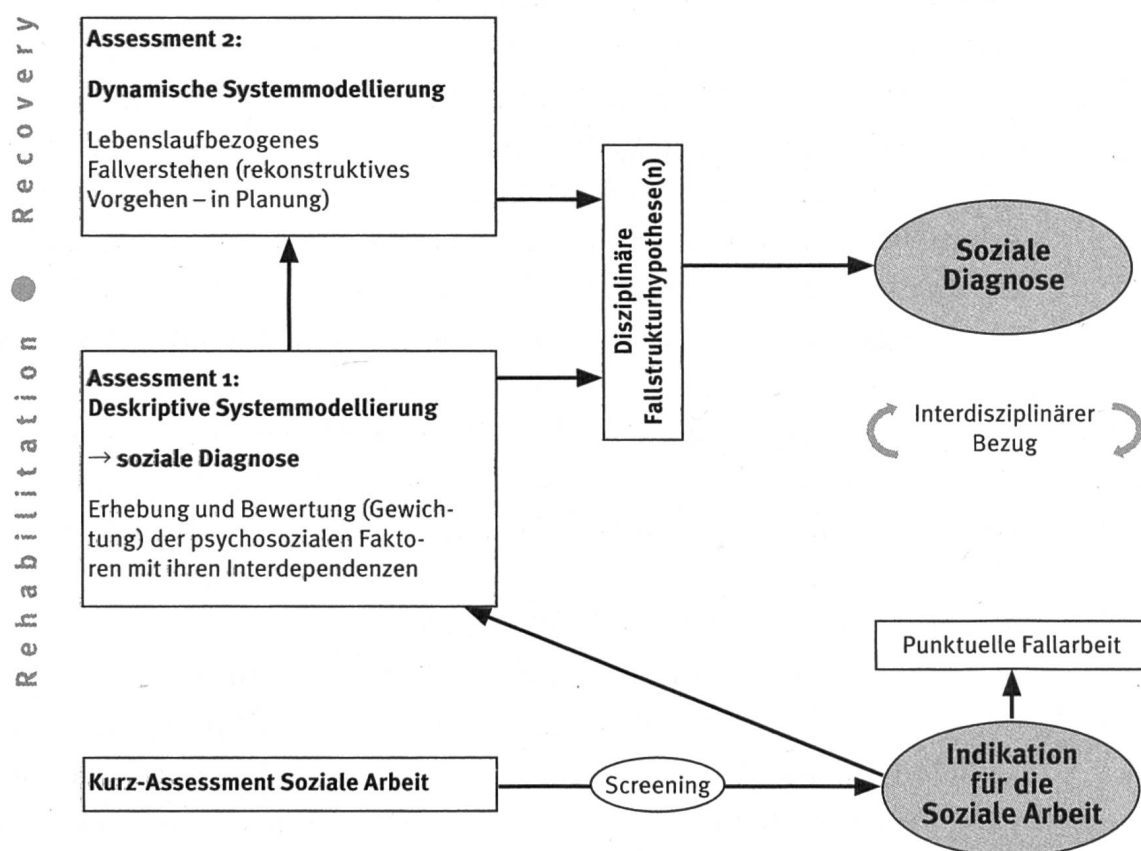 Recovery
Rehabilitation
Assessment 2:
Dynamische Systemmodellierung
Lebenslaufbezogenes
Fallverstehen (rekonstruktives
Vorgehen – in Planung)
Disziplinäre
Fallstrukturhypothese(n)
Soziale
Diagnose
Assessment 1:
Deskriptive Systemmodellierung
→ soziale Diagnose
Erhebung und Bewertung (Gewich-
tung) der psychosozialen Fakto-
ren mit ihren Interdependenzen
Interdisziplinärer
Bezug
Punktuelle Fallarbeit
Kurz-Assessment Soziale Arbeit
Screening
Indikation
für die
Soziale Arbeit